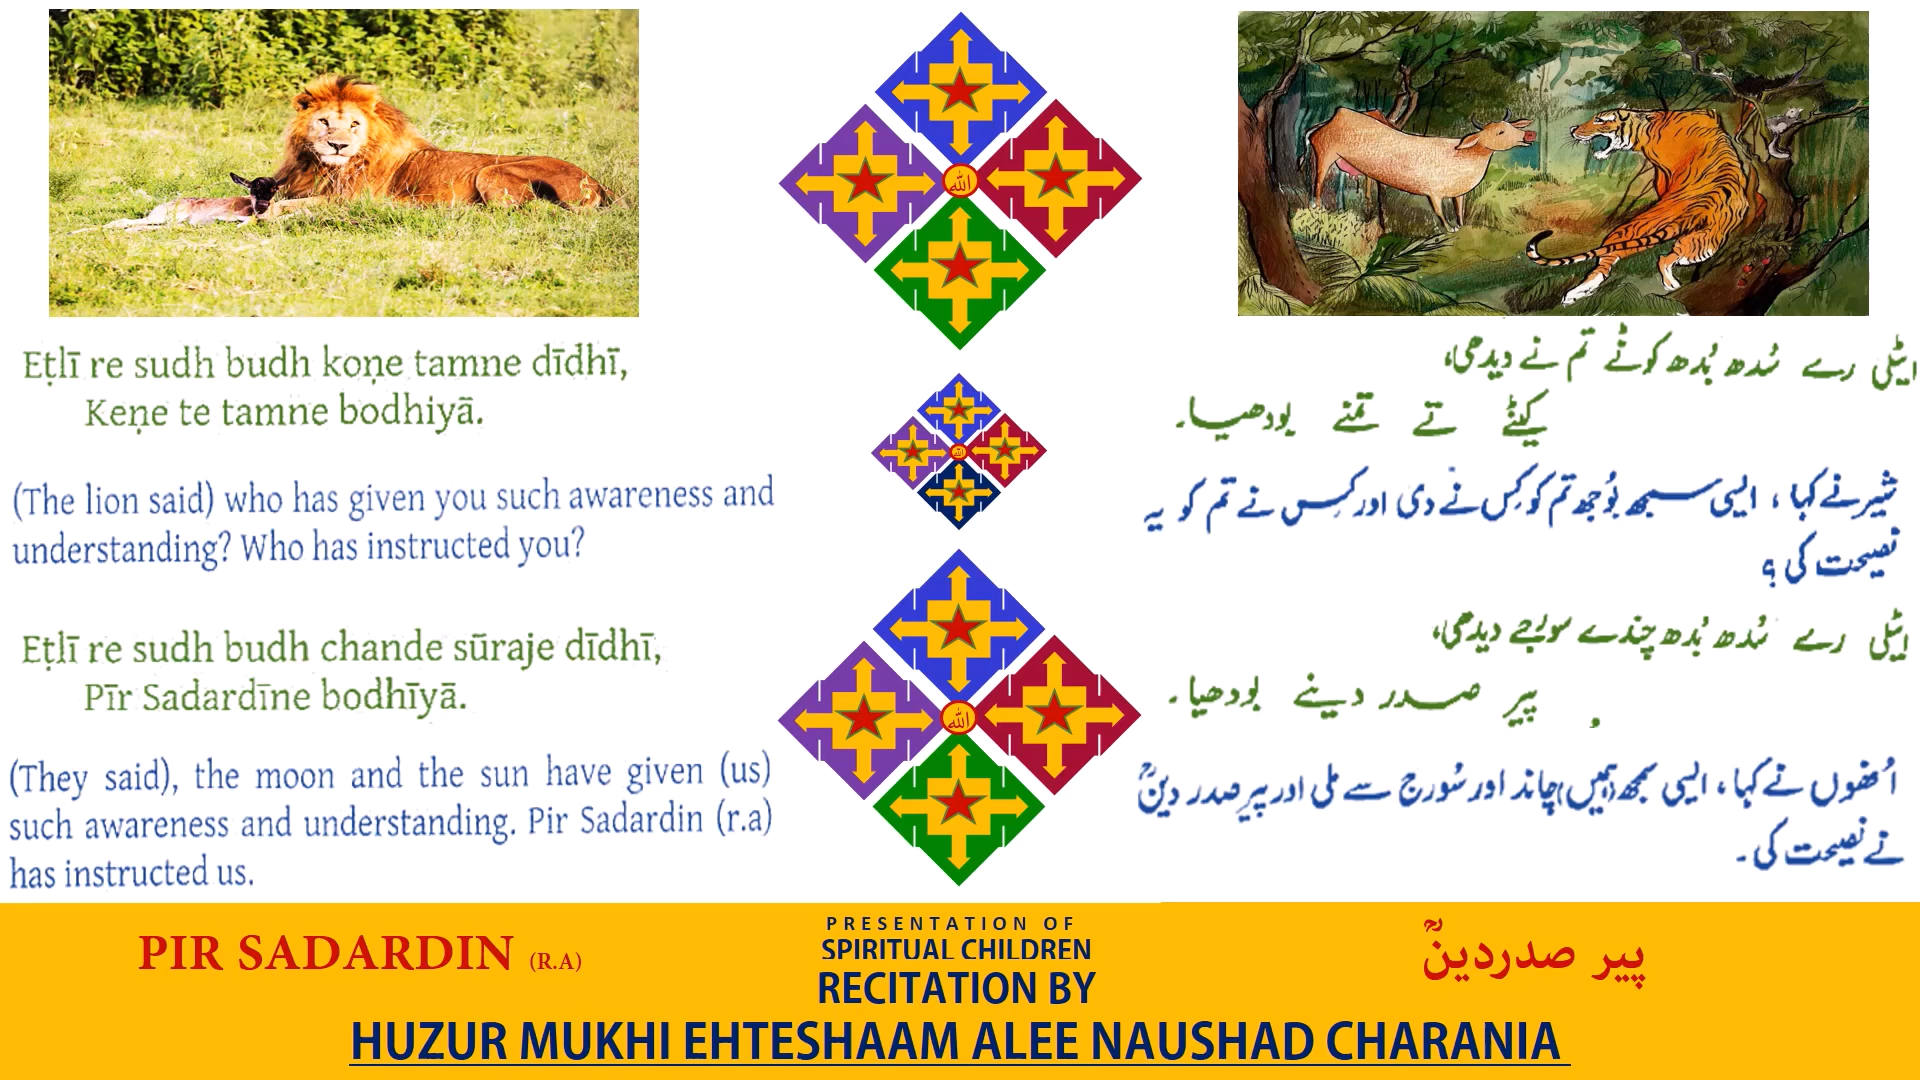 Eṭlī re sudh budh koṇe tamne dīdhī,
Keṇe te tamne bodhiyā.
(The lion said) who has given you such awareness and
understanding? Who has instructed you?
Eṭlī re sudh budh chande sūraje dīdhī,
Pīr Sadardīne bodhīyā.
(They said), the moon and the sun have given (us)
such awareness and understanding. Pir Sadardin (r.a)
has instructed us.
الله
الله
الله
ایٹلی رے سُدھ بُدھ کونٹے تم نے دیدھی،
کینٹے تے تمنے بودھیا۔
شیر نے کہا ، ایسی سمجھ بُوجھ تم کو کِس نے دی اور کِس نے تم کو یہ
نصیحت کی ؟
ایٹلی رے سُدھ بُدھ چندے سورجے دیدھی،
پیر صدر دینے بودھیا ۔
اُنھوں نے کہا ، ایسی سمجھ (ہمیں) چاند اور سُورج سے ملی اور پیر صدر دینؒ
نے نصیحت کی ۔
PIR SADARDIN (R.A)
PRESENTATION OF
SPIRITUAL CHILDREN
RECITATION BY
HUZUR MUKHI EHTESHAAM ALEE NAUSHAD CHARANIA
پیر صدردینؒ